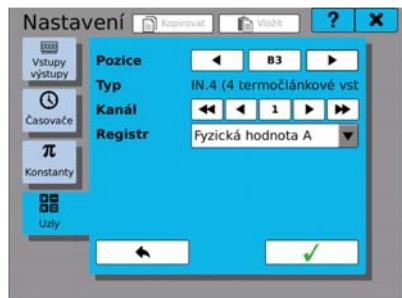 Nastavení Kopírovat Vložit ? X
Vstupy
výstupy
Časovače
π
Konstanty
Uzly
Pozice B3
Typ IN.4 (4 termočlánkové vst
Kanál 1
Registr Fyzická hodnota A